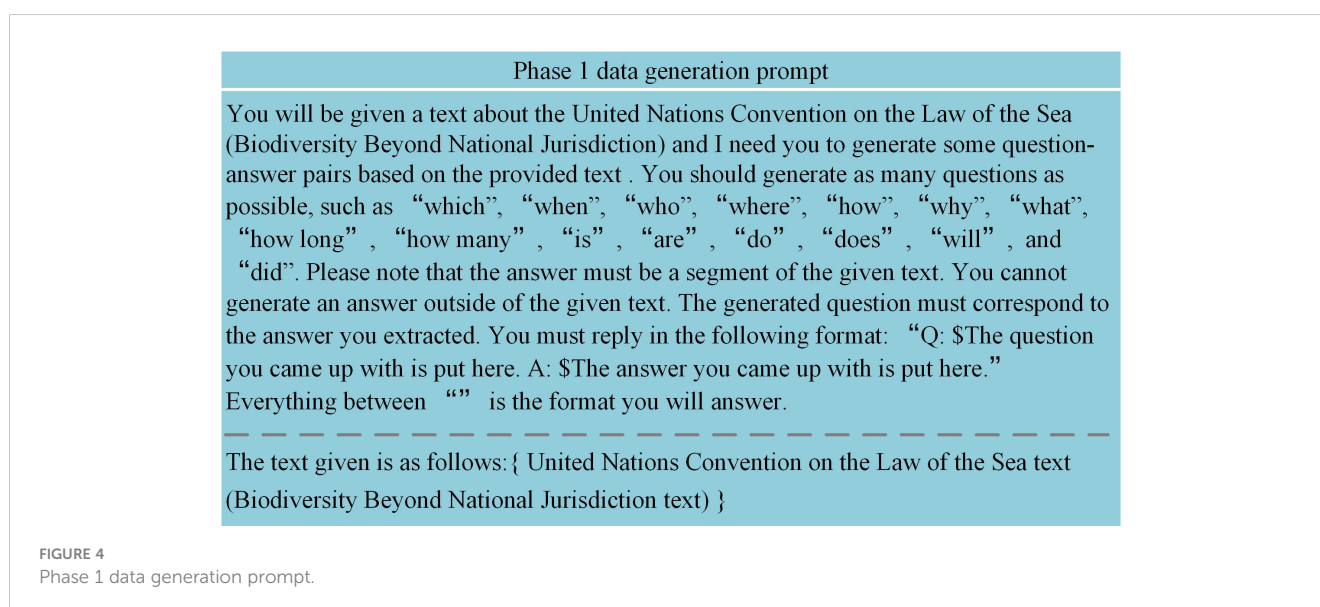 Phase 1 data generation prompt
You will be given a text about the United Nations Convention on the Law of the Sea
(Biodiversity Beyond National Jurisdiction) and I need you to generate some question-
answer pairs based on the provided text . You should generate as many questions as
possible, such as “which”, “when”, “who”, “where”, “how”, “why”, “what”,
“how long” , “how many” , “is” , “are” , “do” , “does” , “will” , and
“did”. Please note that the answer must be a segment of the given text. You cannot
generate an answer outside of the given text. The generated question must correspond to
the answer you extracted. You must reply in the following format: “Q: $The question
you came up with is put here. A: $The answer you came up with is put here.”
Everything between “” is the format you will answer.
The text given is as follows:{ United Nations Convention on the Law of the Sea text
(Biodiversity Beyond National Jurisdiction text) }
FIGURE 4
Phase 1 data generation prompt.